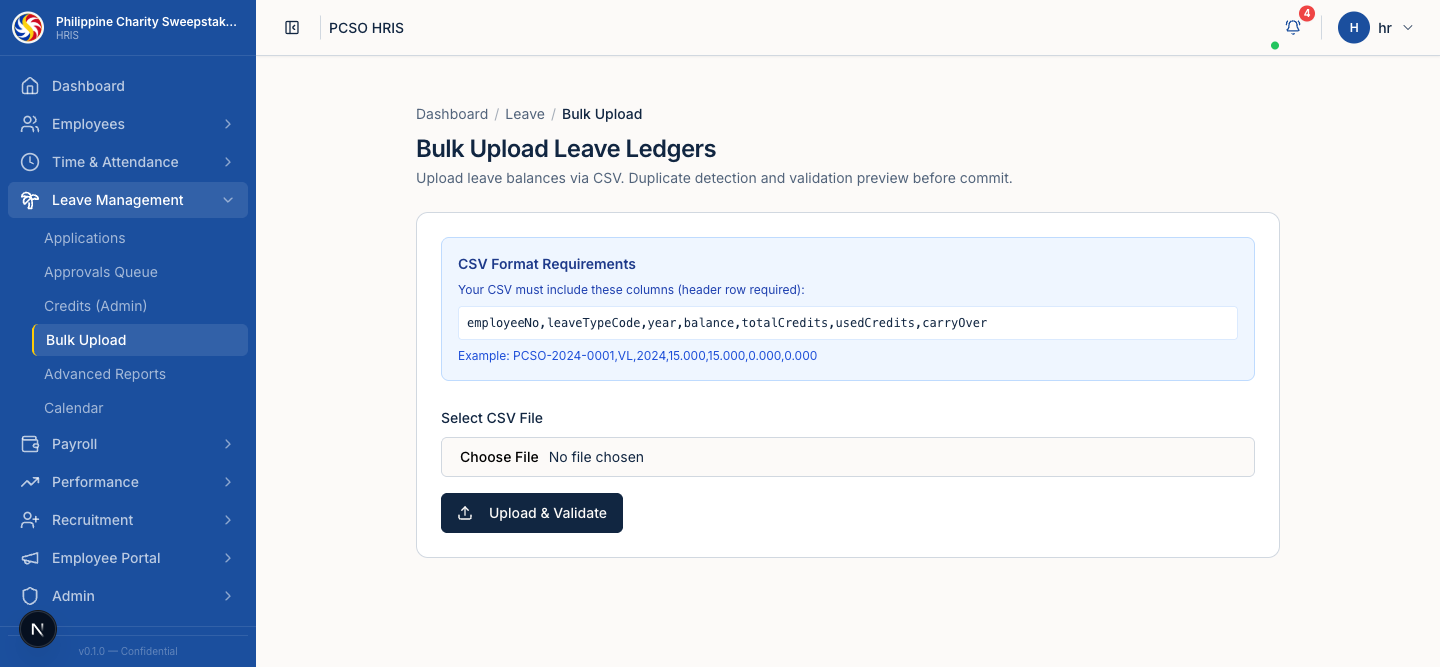 Philippine Charity Sweepstak...
HRIS
PCSO HRIS
4
H
hr
Dashboard
Employees
Time & Attendance
Leave Management
Applications
Approvals Queue
Credits (Admin)
Bulk Upload
Advanced Reports
Calendar
Payroll
Performance
Recruitment
Employee Portal
Admin
N
v0.1.0 — Confidential
Dashboard / Leave / Bulk Upload
Bulk Upload Leave Ledgers
Upload leave balances via CSV. Duplicate detection and validation preview before commit.
CSV Format Requirements
Your CSV must include these columns (header row required):
employeeNo,leaveTypeCode,year,balance,totalCredits,usedCredits,carryOver
Example: PCSO-2024-0001,VL,2024,15.000,15.000,0.000,0.000
Select CSV File
Choose File No file chosen
Upload & Validate